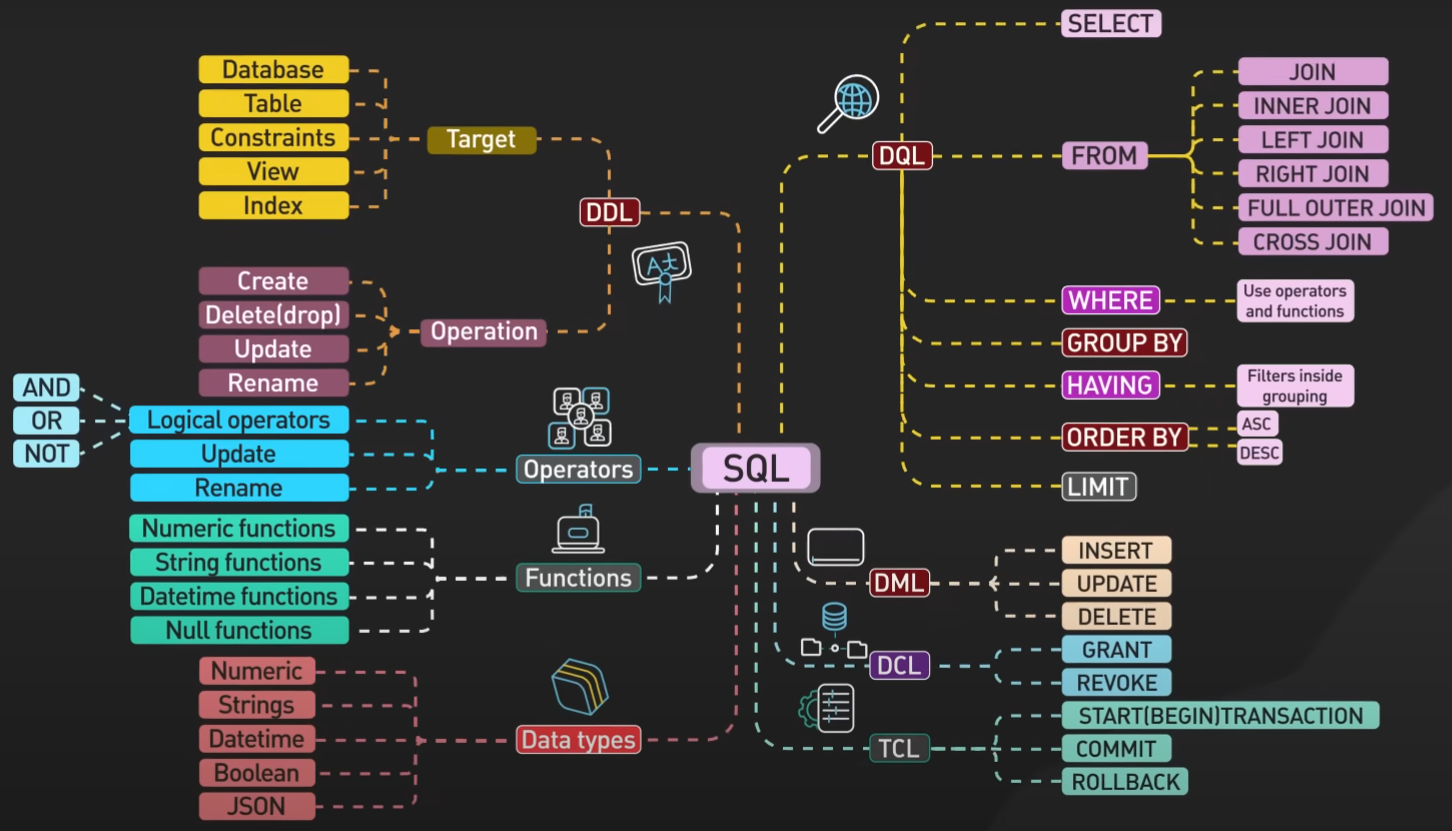 SELECT
Database
Table
Constraints
View
Index
Target
DDL
Create
Delete(drop)
Update
Rename
Operation
AND
OR
NOT
Logical operators
Update
Rename
Operators
Numeric functions
String functions
Datetime functions
Null functions
Functions
Numeric
Strings
Datetime
Boolean
JSON
Data types
SQL
DQL
FROM
JOIN
INNER JOIN
LEFT JOIN
RIGHT JOIN
FULL OUTER JOIN
CROSS JOIN
WHERE
Use operators
and functions
GROUP BY
HAVING
Filters inside
grouping
ORDER BY
ASC
DESC
LIMIT
DML
INSERT
UPDATE
DELETE
DCL
GRANT
REVOKE
TCL
START(BEGIN)TRANSACTION
COMMIT
ROLLBACK